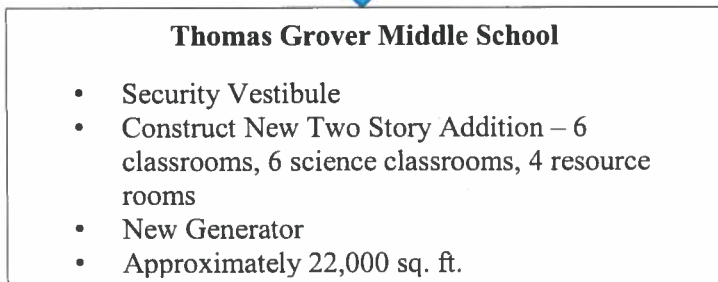 Thomas Grover Middle School
• Security Vestibule
• Construct New Two Story Addition – 6
classrooms, 6 science classrooms, 4 resource
rooms
• New Generator
• Approximately 22,000 sq. ft.